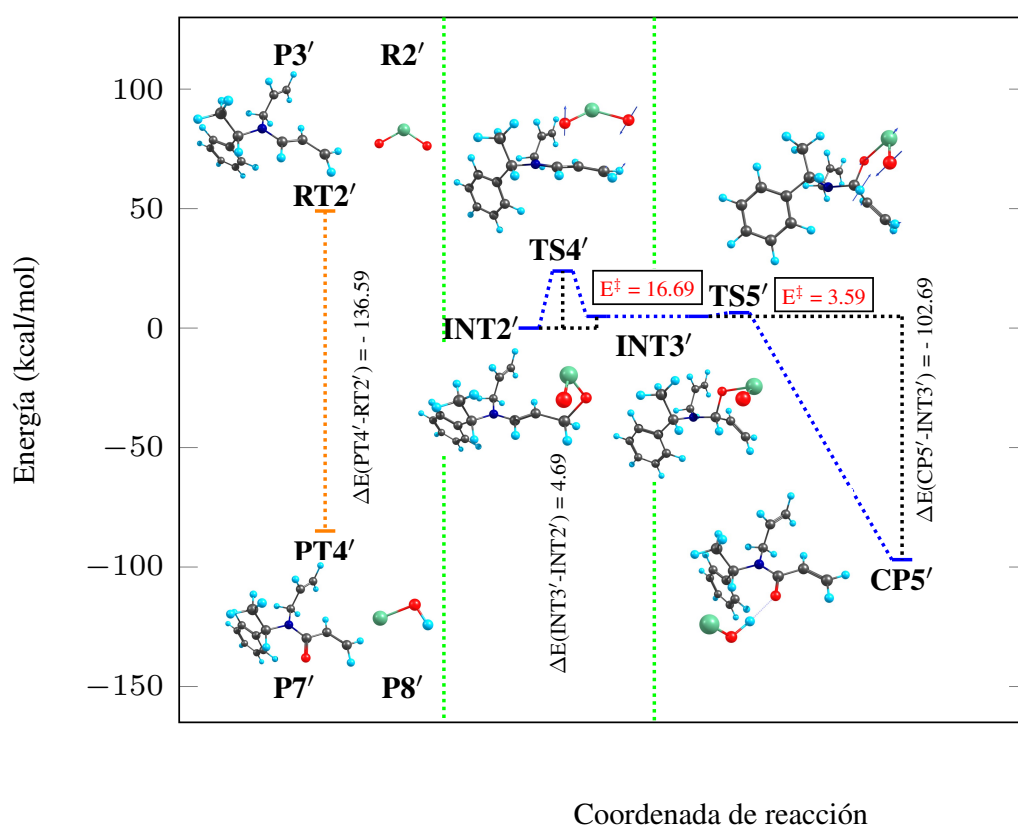 P3′ R2′
100
RT2′
50
TS4′
E‡ = 16.69
TS5′
E‡ = 3.59
INT2′
0
INT3′
ΔE(PT4′-RT2′) = - 136.59
ΔE(INT3′-INT2′) = 4.69
ΔE(CP5′-INT3′) = - 102.69
Energía (kcal/mol)
−50
PT4′
−100
CP5′
P7′ P8′
−150
Coordenada de reacción